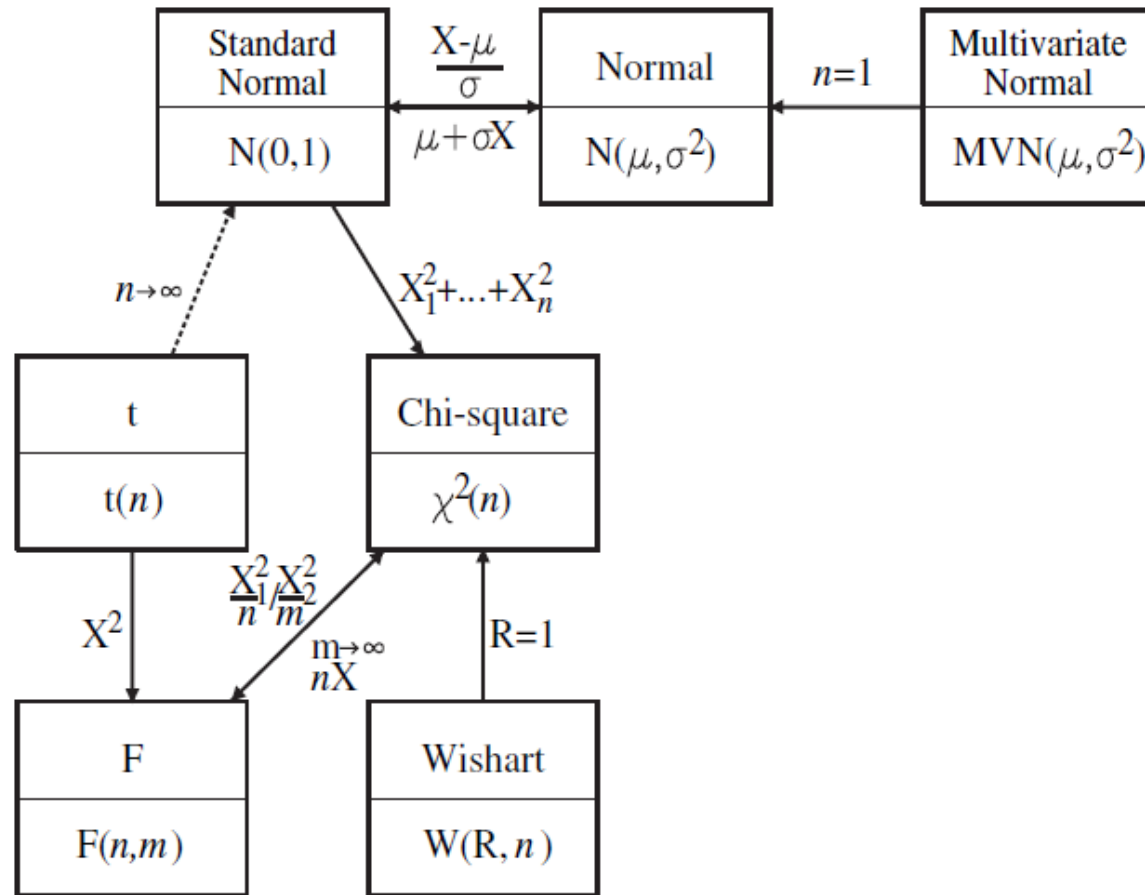 Standard
Normal
N(0,1)
X-μ
σ
μ+σX
Normal
N(μ,σ²)
n=1
Multivariate
Normal
MVN(μ,σ²)
n→∞
X₁²+...+Xₙ²
t
t(n)
Chi-square
χ²(n)
X²
X₁²/X₂²
n m
m→∞
nX
R=1
F
F(n,m)
Wishart
W(R,n)